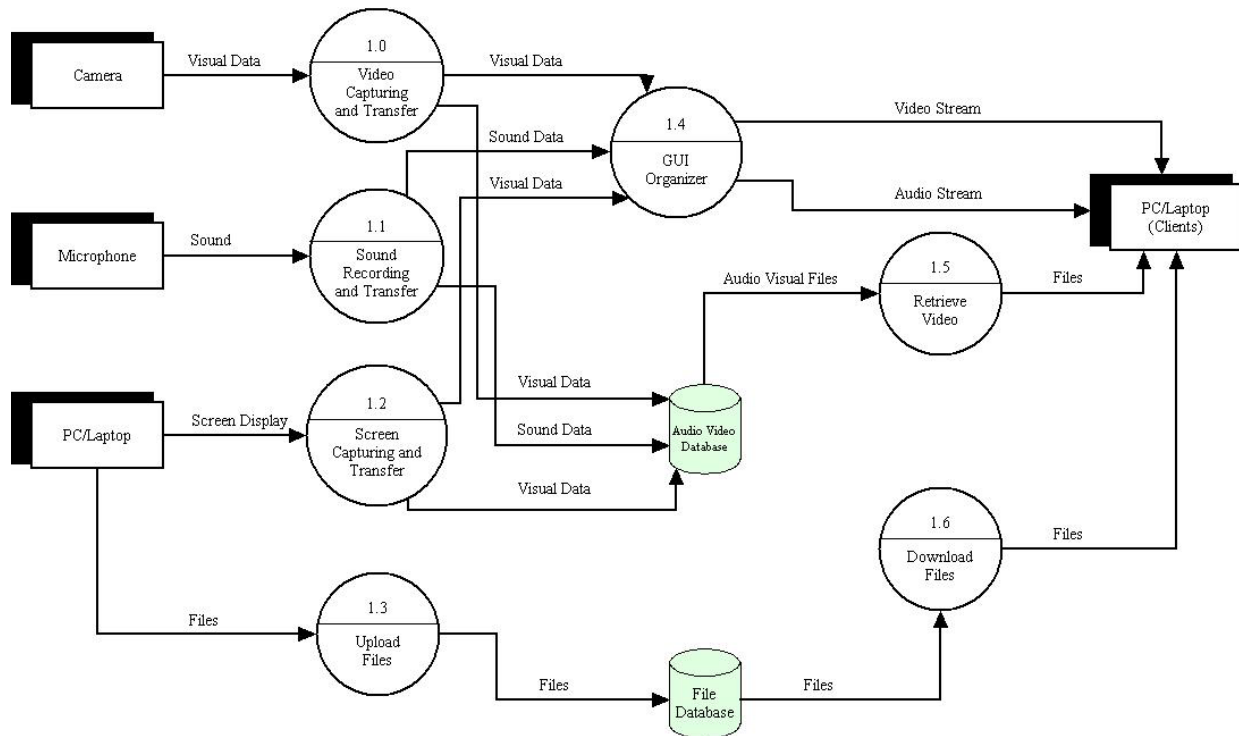 Camera
Visual Data
1.0
Video
Capturing
and Transfer
Visual Data
Sound Data
Visual Data
1.4
GUI
Organizer
Video Stream
Audio Stream
PC/Laptop
(Clients)
Microphone
Sound
1.1
Sound
Recording
and Transfer
Audio Visual Files
1.5
Retrieve
Video
Files
PC/Laptop
Screen Display
1.2
Screen
Capturing and
Transfer
Visual Data
Sound Data
Visual Data
Audio Video
Database
1.6
Download
Files
Files
Files
1.3
Upload
Files
Files
File
Database
Files